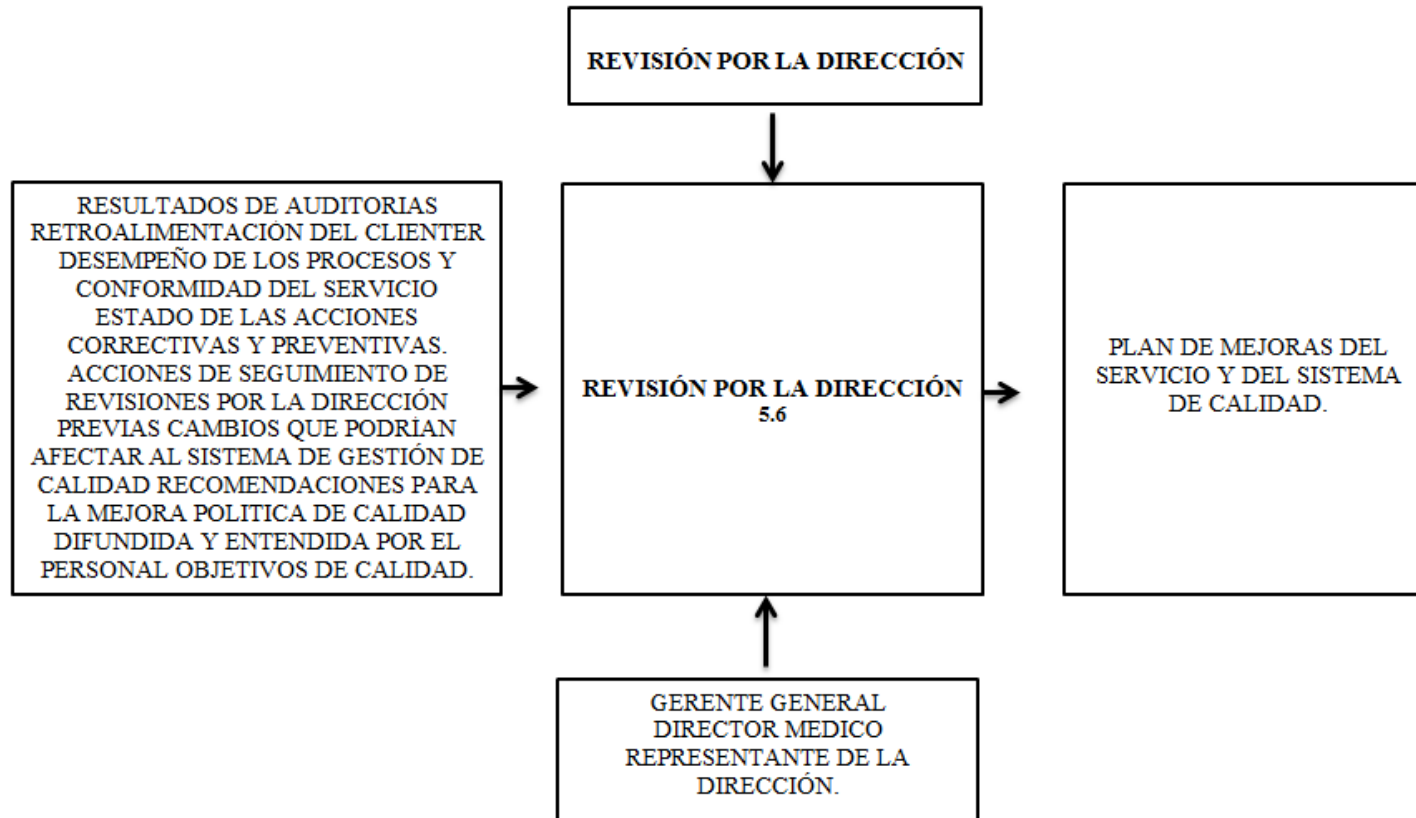 REVISIÓN POR LA DIRECCIÓN
RESULTADOS DE AUDITORIAS
RETROALIMENTACIÓN DEL CLIENTER
DESEMPEÑO DE LOS PROCESOS Y
CONFORMIDAD DEL SERVICIO
ESTADO DE LAS ACCIONES
CORRECTIVAS Y PREVENTIVAS.
ACCIONES DE SEGUIMIENTO DE
REVISIONES POR LA DIRECCIÓN
PREVIAS CAMBIOS QUE PODRÍAN
AFECTAR AL SISTEMA DE GESTIÓN DE
CALIDAD RECOMENDACIONES PARA
LA MEJORA POLITICA DE CALIDAD
DIFUNDIDA Y ENTENDIDA POR EL
PERSONAL OBJETIVOS DE CALIDAD.
REVISIÓN POR LA DIRECCIÓN
5.6
PLAN DE MEJORAS DEL
SERVICIO Y DEL SISTEMA
DE CALIDAD.
GERENTE GENERAL
DIRECTOR MEDICO
REPRESENTANTE DE LA
DIRECCIÓN.